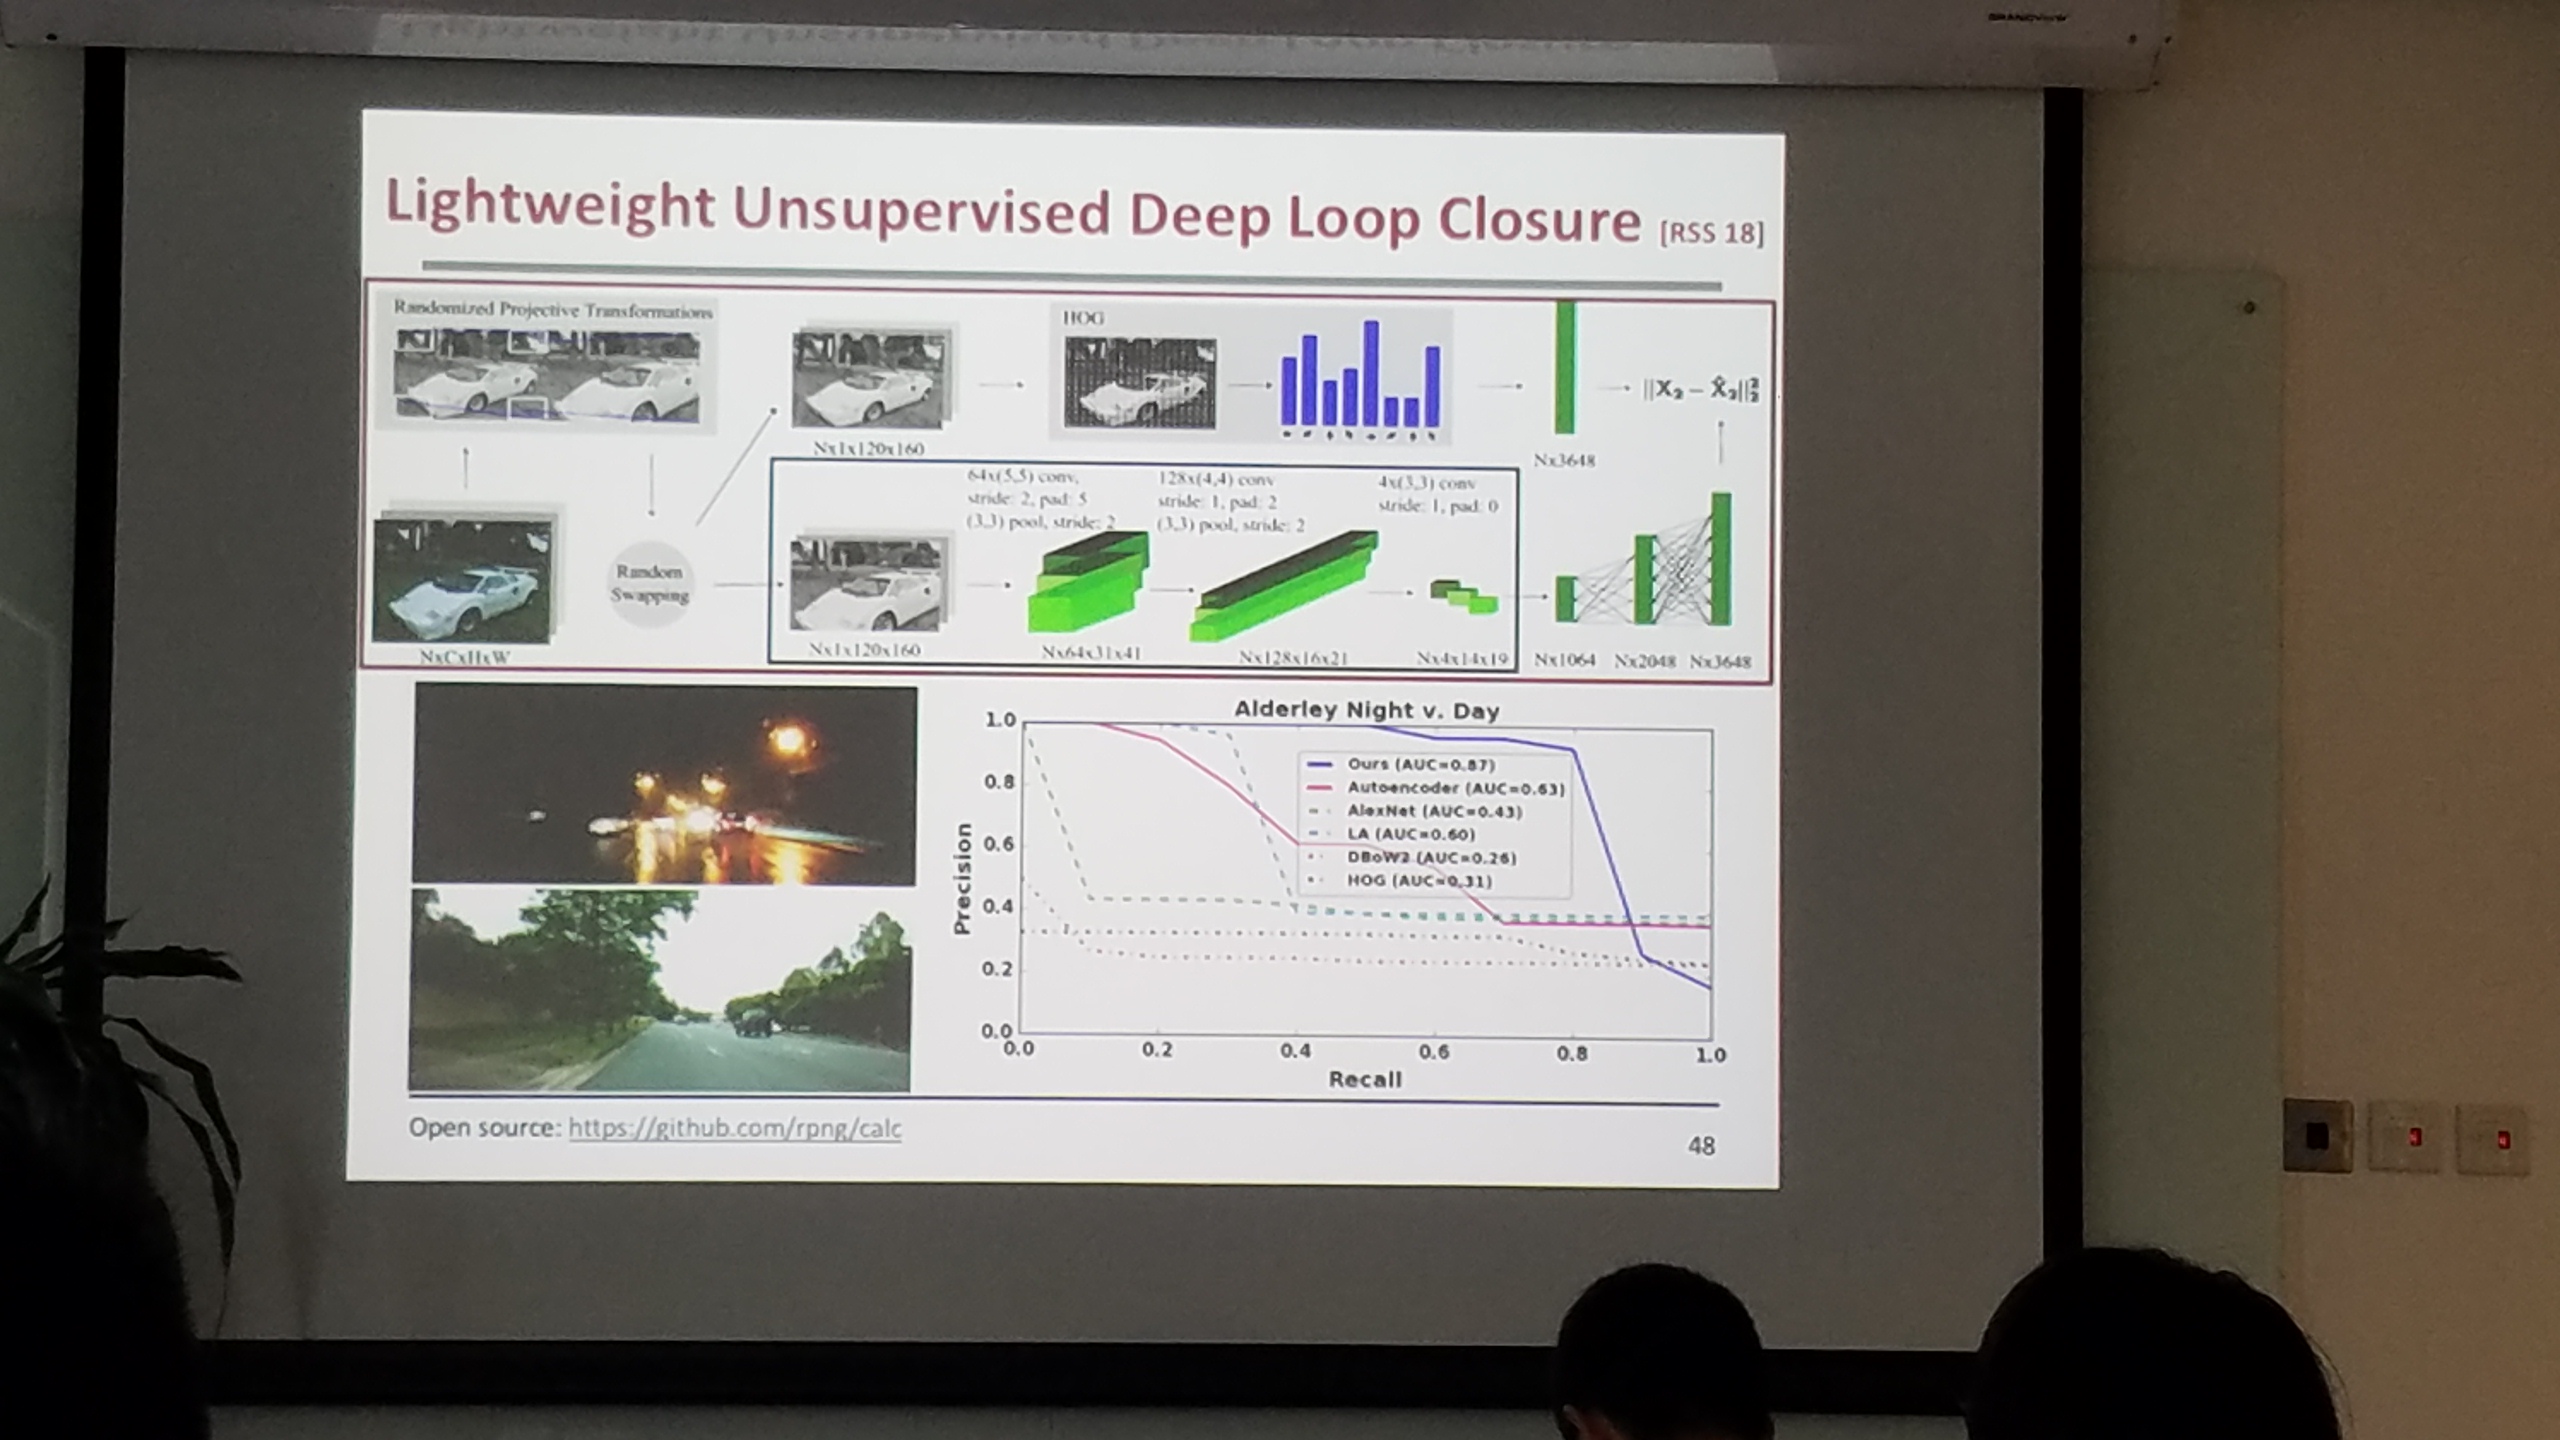 GRANDVIEW
Lightweight Unsupervised Deep Loop Closure [RSS 18]
Randomized Projective Transformations
HOG
Nx1x120x160
Nx3648
||X₂ – X̂₂||²₂
64x(5,5) conv,
stride: 2, pad: 5
(3,3) pool, stride: 2
128x(4,4) conv
stride: 1, pad: 2
(3,3) pool, stride: 2
4x(3,3) conv
stride: 1, pad: 0
Random
Swapping
NxCxHxW
Nx1x120x160
Nx64x31x41
Nx128x16x21
Nx4x14x19
Nx1064
Nx2048
Nx3648
Alderley Night v. Day
Precision
1.0
0.8
0.6
0.4
0.2
0.0
Ours (AUC=0.87)
Autoencoder (AUC=0.63)
AlexNet (AUC=0.43)
LA (AUC=0.60)
DBoW2 (AUC=0.26)
HOG (AUC=0.31)
0.0 0.2 0.4 0.6 0.8 1.0
Recall
Open source: https://github.com/rpng/calc
48